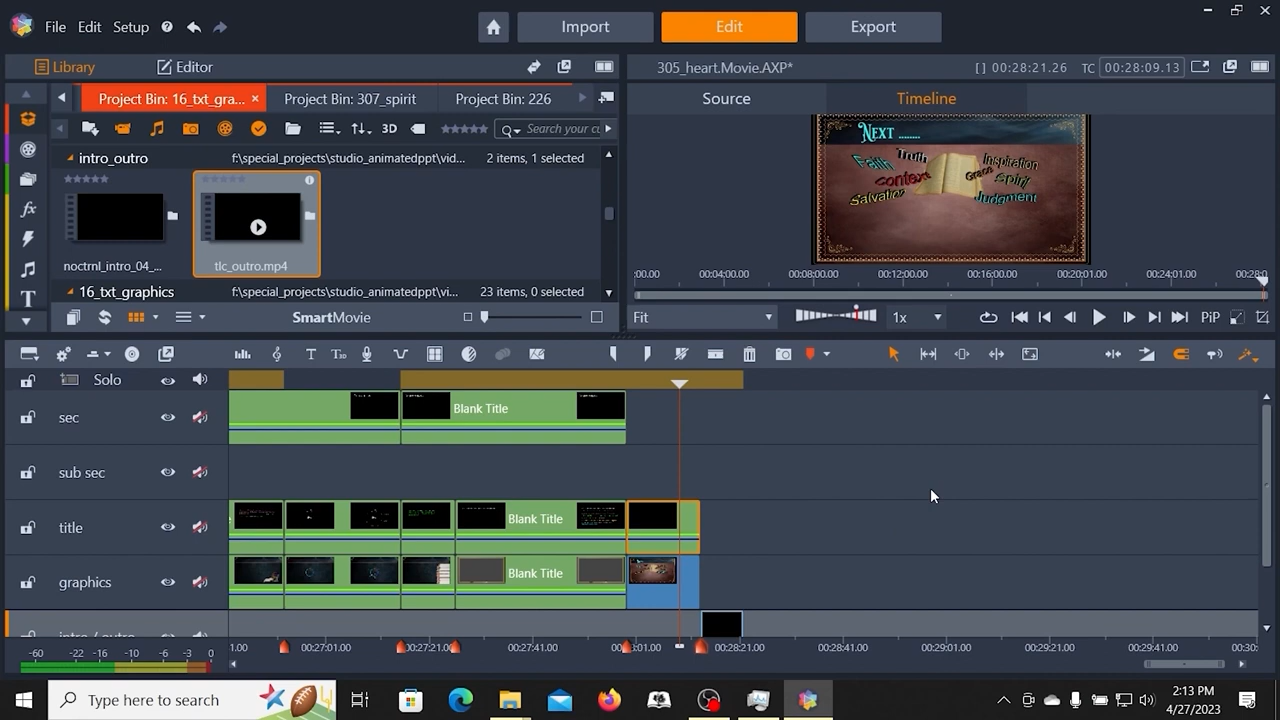 File Edit Setup
Import Edit Export
Library Editor
305_heart.Movie.AXP* [] 00:28:21.26 TC 00:28:09.13
Project Bin: 16_txt_gra... × Project Bin: 307_spirit Project Bin: 226
Source Timeline
3D Search your cu
intro_outro f:\special_projects\studio_animatedppt\vid... 2 items, 1 selected
noctrnl_intro_04_... tlc_outro.mp4
16_txt_graphics f:\special_projects\studio_animatedppt\vi... 23 items, 0 selected
NEXT ........
Faith Truth Inspiration
Context Grace Spirit
Salvation Judgment
:00.00 00:04:00.00 00:08:00.00 00:12:00.00 00:16:00.00 00:20:01.00 00:24:01.00 00:28:0
SmartMovie
Fit 1x PiP
Solo
sec Blank Title
sub sec
title Blank Title
graphics Blank Title
intro / outro
-60 -22 -16 -10 -6 -3 0
1.00 00:27:01.00 00:27:21.00 00:27:41.00 0:01.00 00:28:21.00 00:28:41.00 00:29:01.00 00:29:21.00 00:29:41.00 00:30:
Type here to search
2:13 PM
4/27/2023